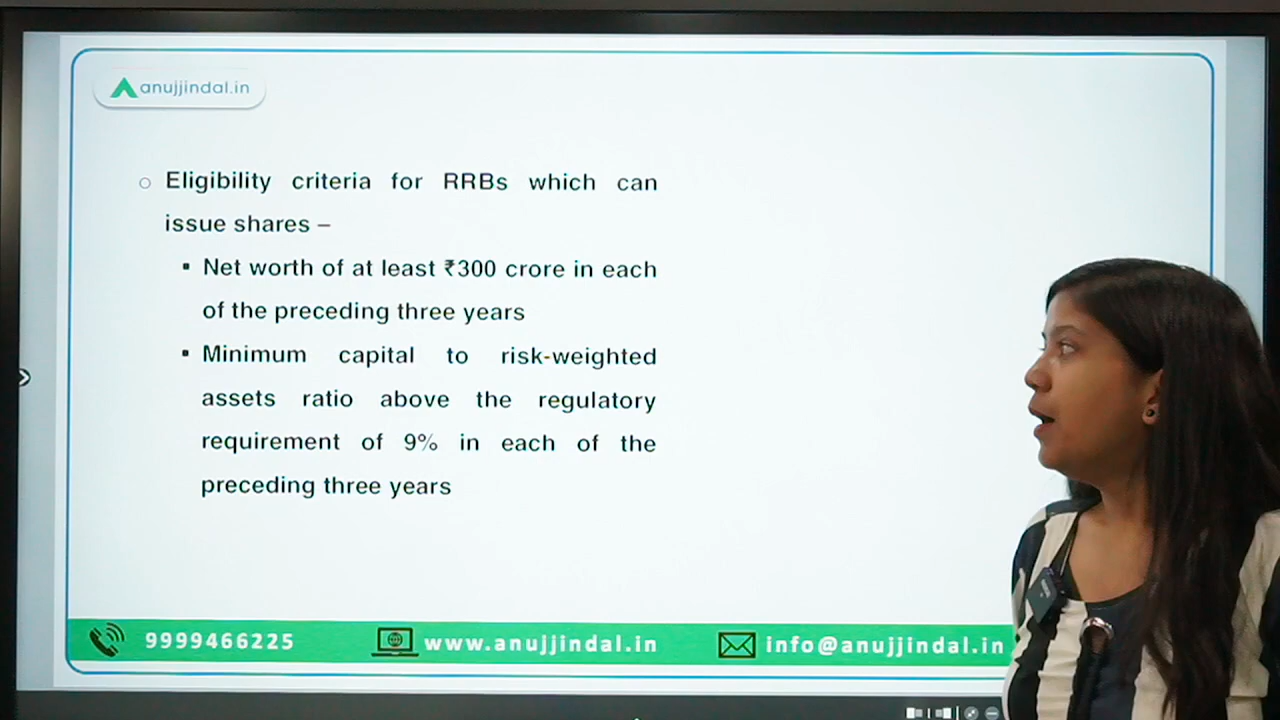 anujjindal.in
Eligibility criteria for RRBs which can
issue shares –
Net worth of at least ₹300 crore in each
of the preceding three years
Minimum capital to risk-weighted
assets ratio above the regulatory
requirement of 9% in each of the
preceding three years
9999466225 www.anujjindal.in info@anujjindal.in